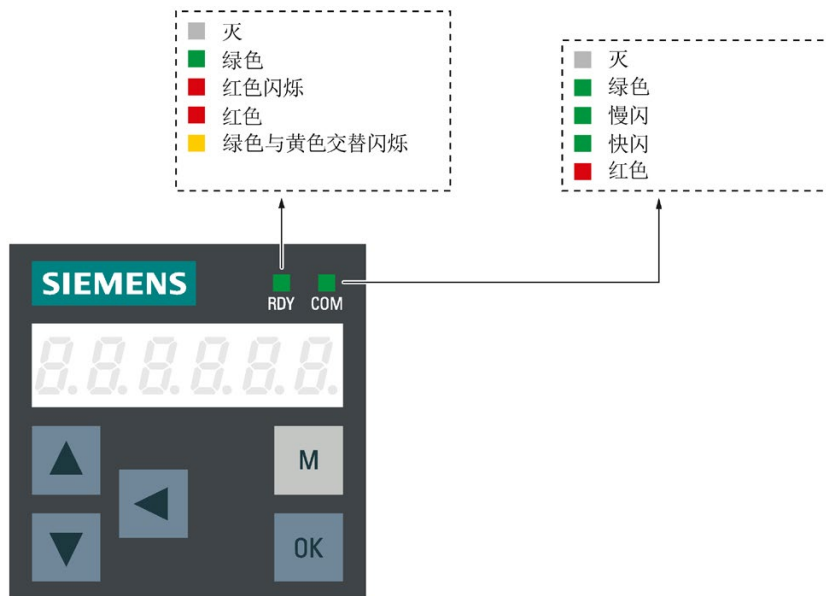 灭
绿色
红色闪烁
红色
绿色与黄色交替闪烁
灭
绿色
慢闪
快闪
红色
SIEMENS
RDY COM
8.8.8.8.8.8.
M
OK